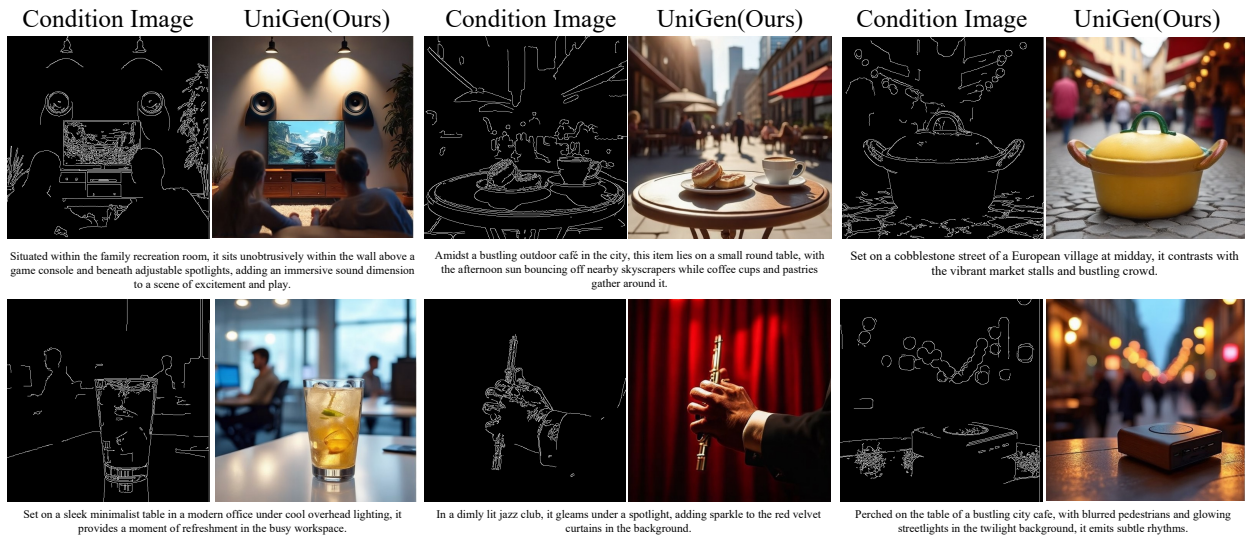 Condition Image UniGen(Ours) Condition Image UniGen(Ours) Condition Image UniGen(Ours)
Situated within the family recreation room, it sits unobtrusively within the wall above a
game console and beneath adjustable spotlights, adding an immersive sound dimension
to a scene of excitement and play.
Amidst a bustling outdoor café in the city, this item lies on a small round table, with
the afternoon sun bouncing off nearby skyscrapers while coffee cups and pastries
gather around it.
Set on a cobblestone street of a European village at midday, it contrasts with
the vibrant market stalls and bustling crowd.
Set on a sleek minimalist table in a modern office under cool overhead lighting, it
provides a moment of refreshment in the busy workspace.
In a dimly lit jazz club, it gleams under a spotlight, adding sparkle to the red velvet
curtains in the background.
Perched on the table of a bustling city cafe, with blurred pedestrians and glowing
streetlights in the twilight background, it emits subtle rhythms.